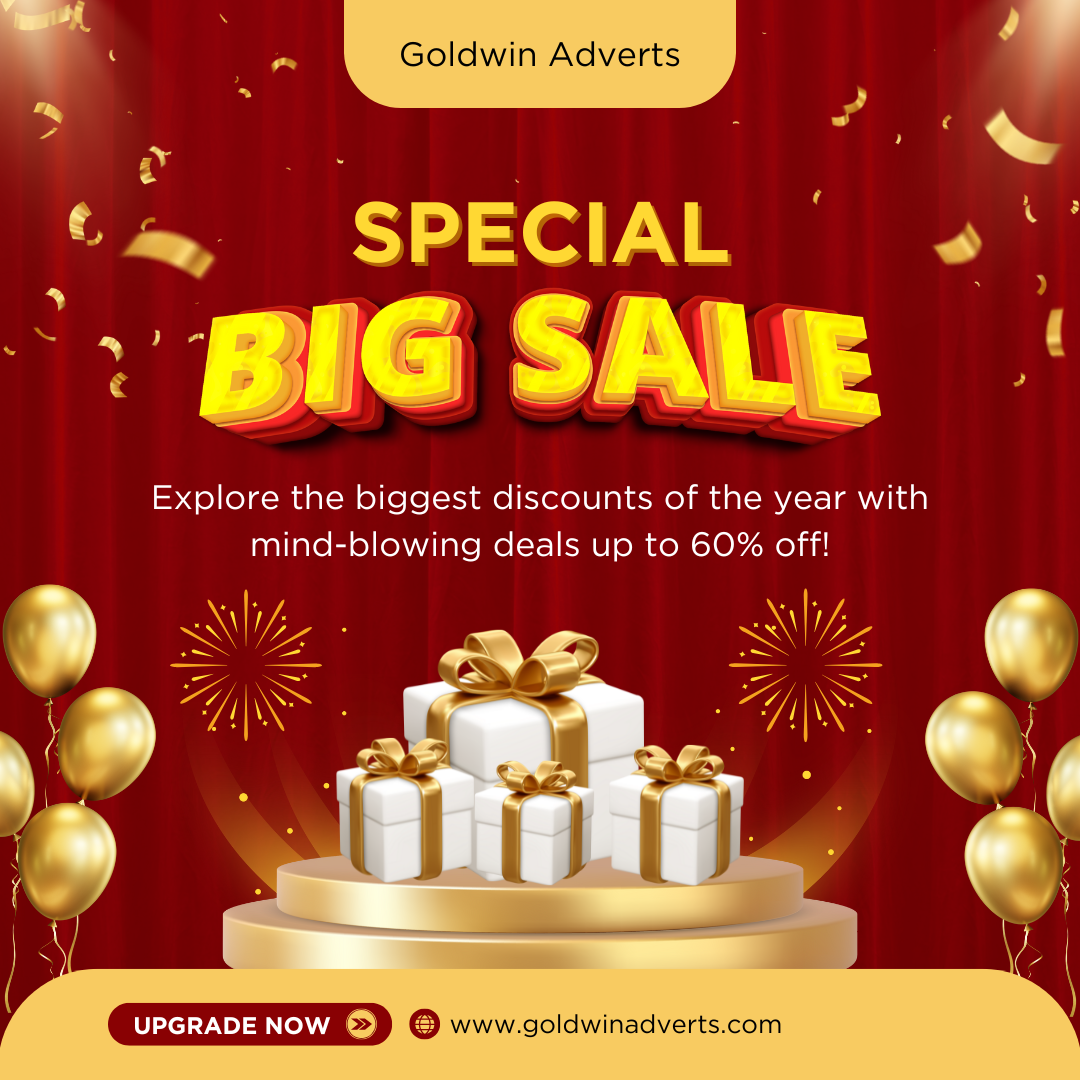 Goldwin Adverts
SPECIAL
BIG SALE
Explore the biggest discounts of the year with
mind-blowing deals up to 60% off!
UPGRADE NOW
www.goldwinadverts.com